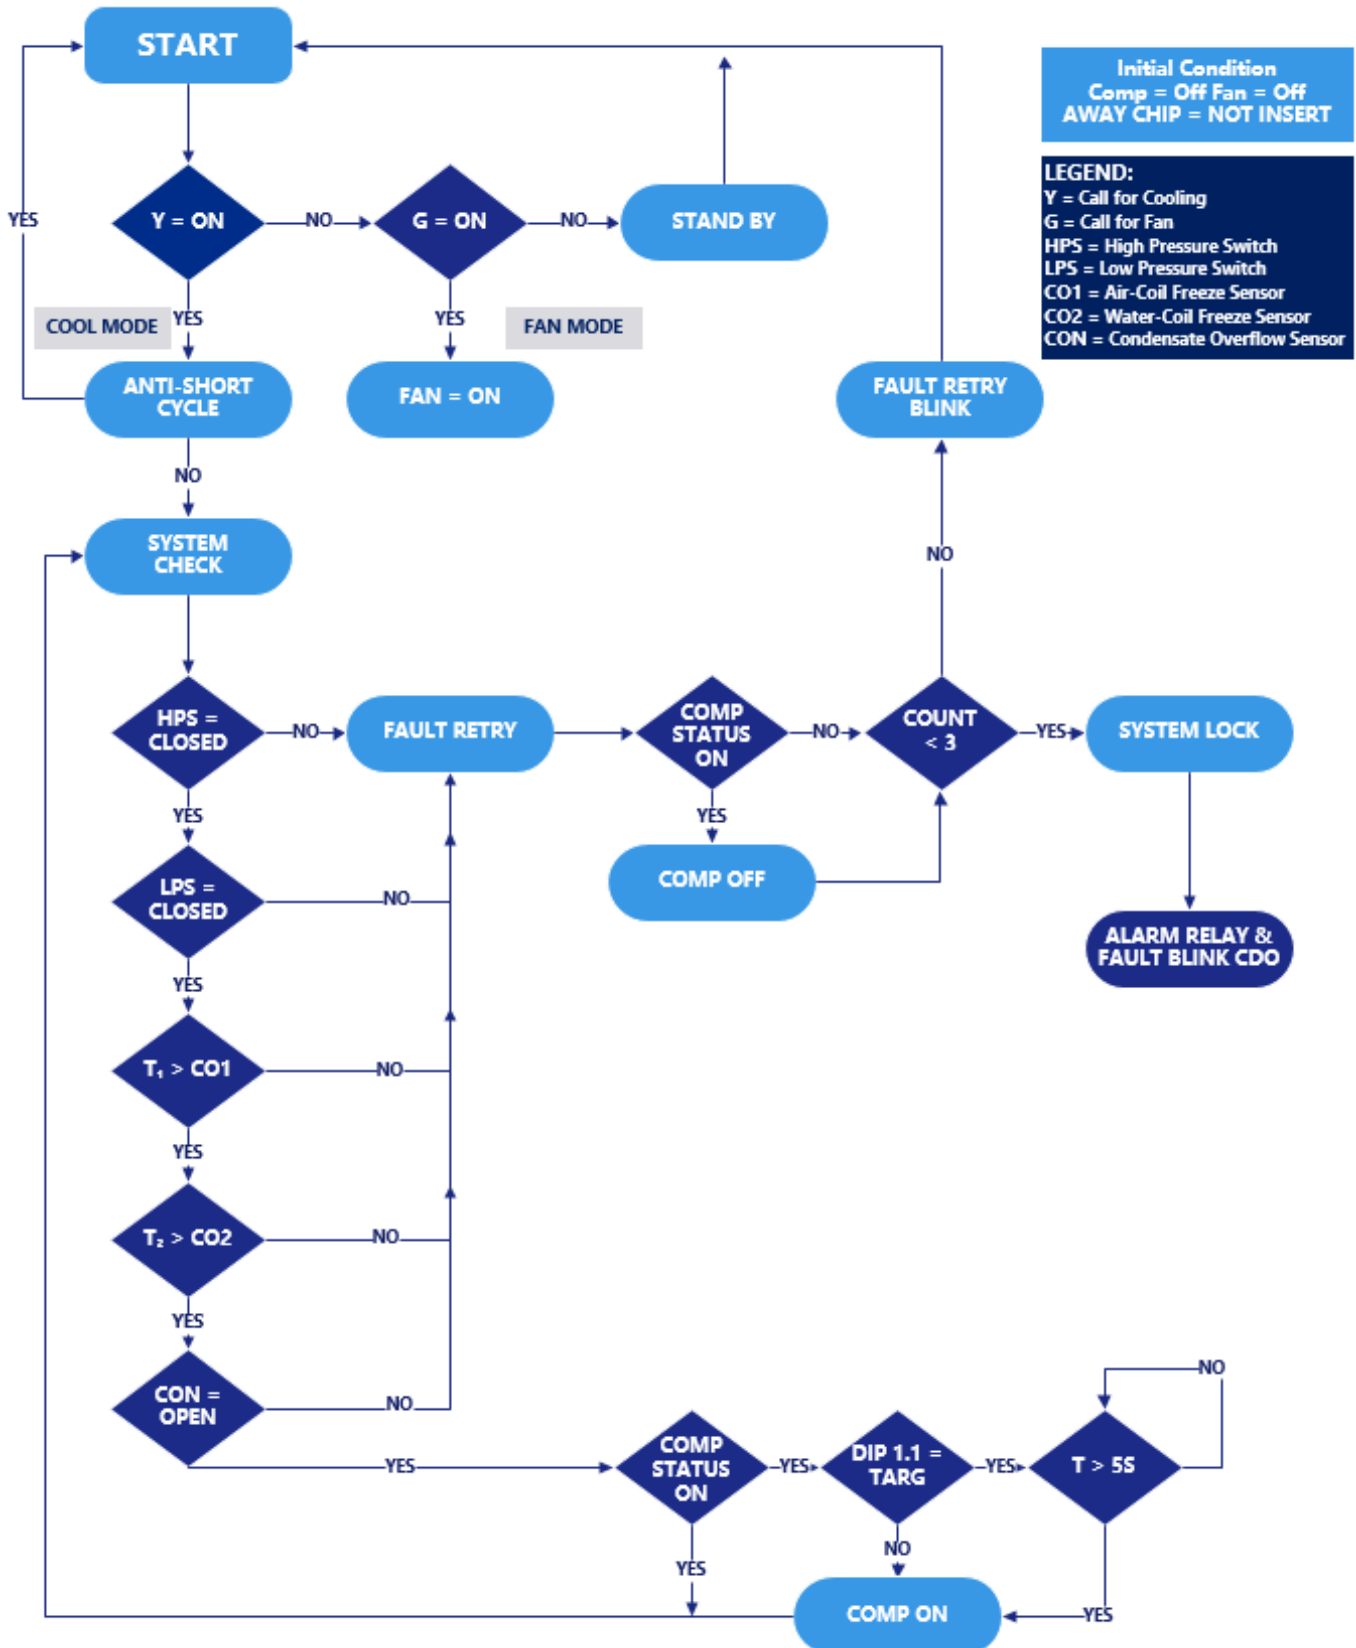 START
Initial Condition
Comp = Off Fan = Off
AWAY CHIP = NOT INSERT
LEGEND:
Y = Call for Cooling
G = Call for Fan
HPS = High Pressure Switch
LPS = Low Pressure Switch
CO1 = Air-Coil Freeze Sensor
CO2 = Water-Coil Freeze Sensor
CON = Condensate Overflow Sensor
YES
Y = ON
NO
G = ON
NO
STAND BY
COOL MODE
YES
YES
FAN MODE
ANTI-SHORT
CYCLE
FAN = ON
FAULT RETRY
BLINK
NO
SYSTEM
CHECK
NO
HPS =
CLOSED
NO
FAULT RETRY
COMP
STATUS
ON
NO
COUNT
< 3
YES
SYSTEM LOCK
YES
YES
LPS =
CLOSED
NO
COMP OFF
ALARM RELAY &
FAULT BLINK CDO
YES
T₁ > CO1
NO
YES
T₂ > CO2
NO
YES
CON =
OPEN
NO
NO
YES
COMP
STATUS
ON
YES
DIP 1.1 =
TARG
YES
T > 5S
YES
NO
COMP ON
YES